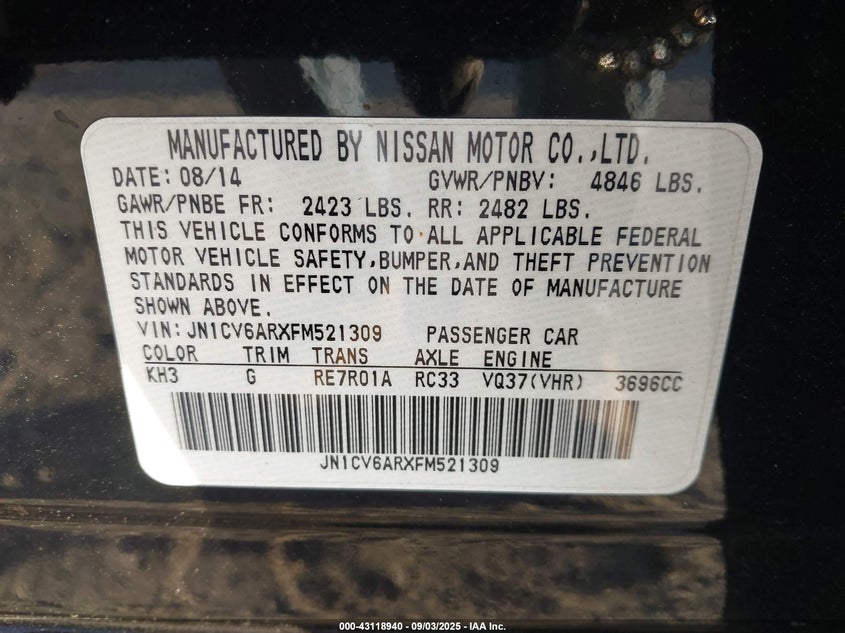 MANUFACTURED BY NISSAN MOTOR CO.,LTD.
DATE: 08/14 GVWR/PNBV: 4846 LBS.
GAWR/PNBE FR: 2423 LBS. RR: 2482 LBS.
THIS VEHICLE CONFORMS TO ALL APPLICABLE FEDERAL
MOTOR VEHICLE SAFETY,BUMPER,AND THEFT PREVENTION
STANDARDS IN EFFECT ON THE DATE OF MANUFACTURE
SHOWN ABOVE.
VIN:JN1CV6ARXFM521309 PASSENGER CAR
COLOR TRIM TRANS AXLE ENGINE
KH3 G RE7R01A RC33 VQ37(VHR) 3696CC
JN1CV6ARXFM521309
000-43118940 - 09/03/2025 - IAA Inc.